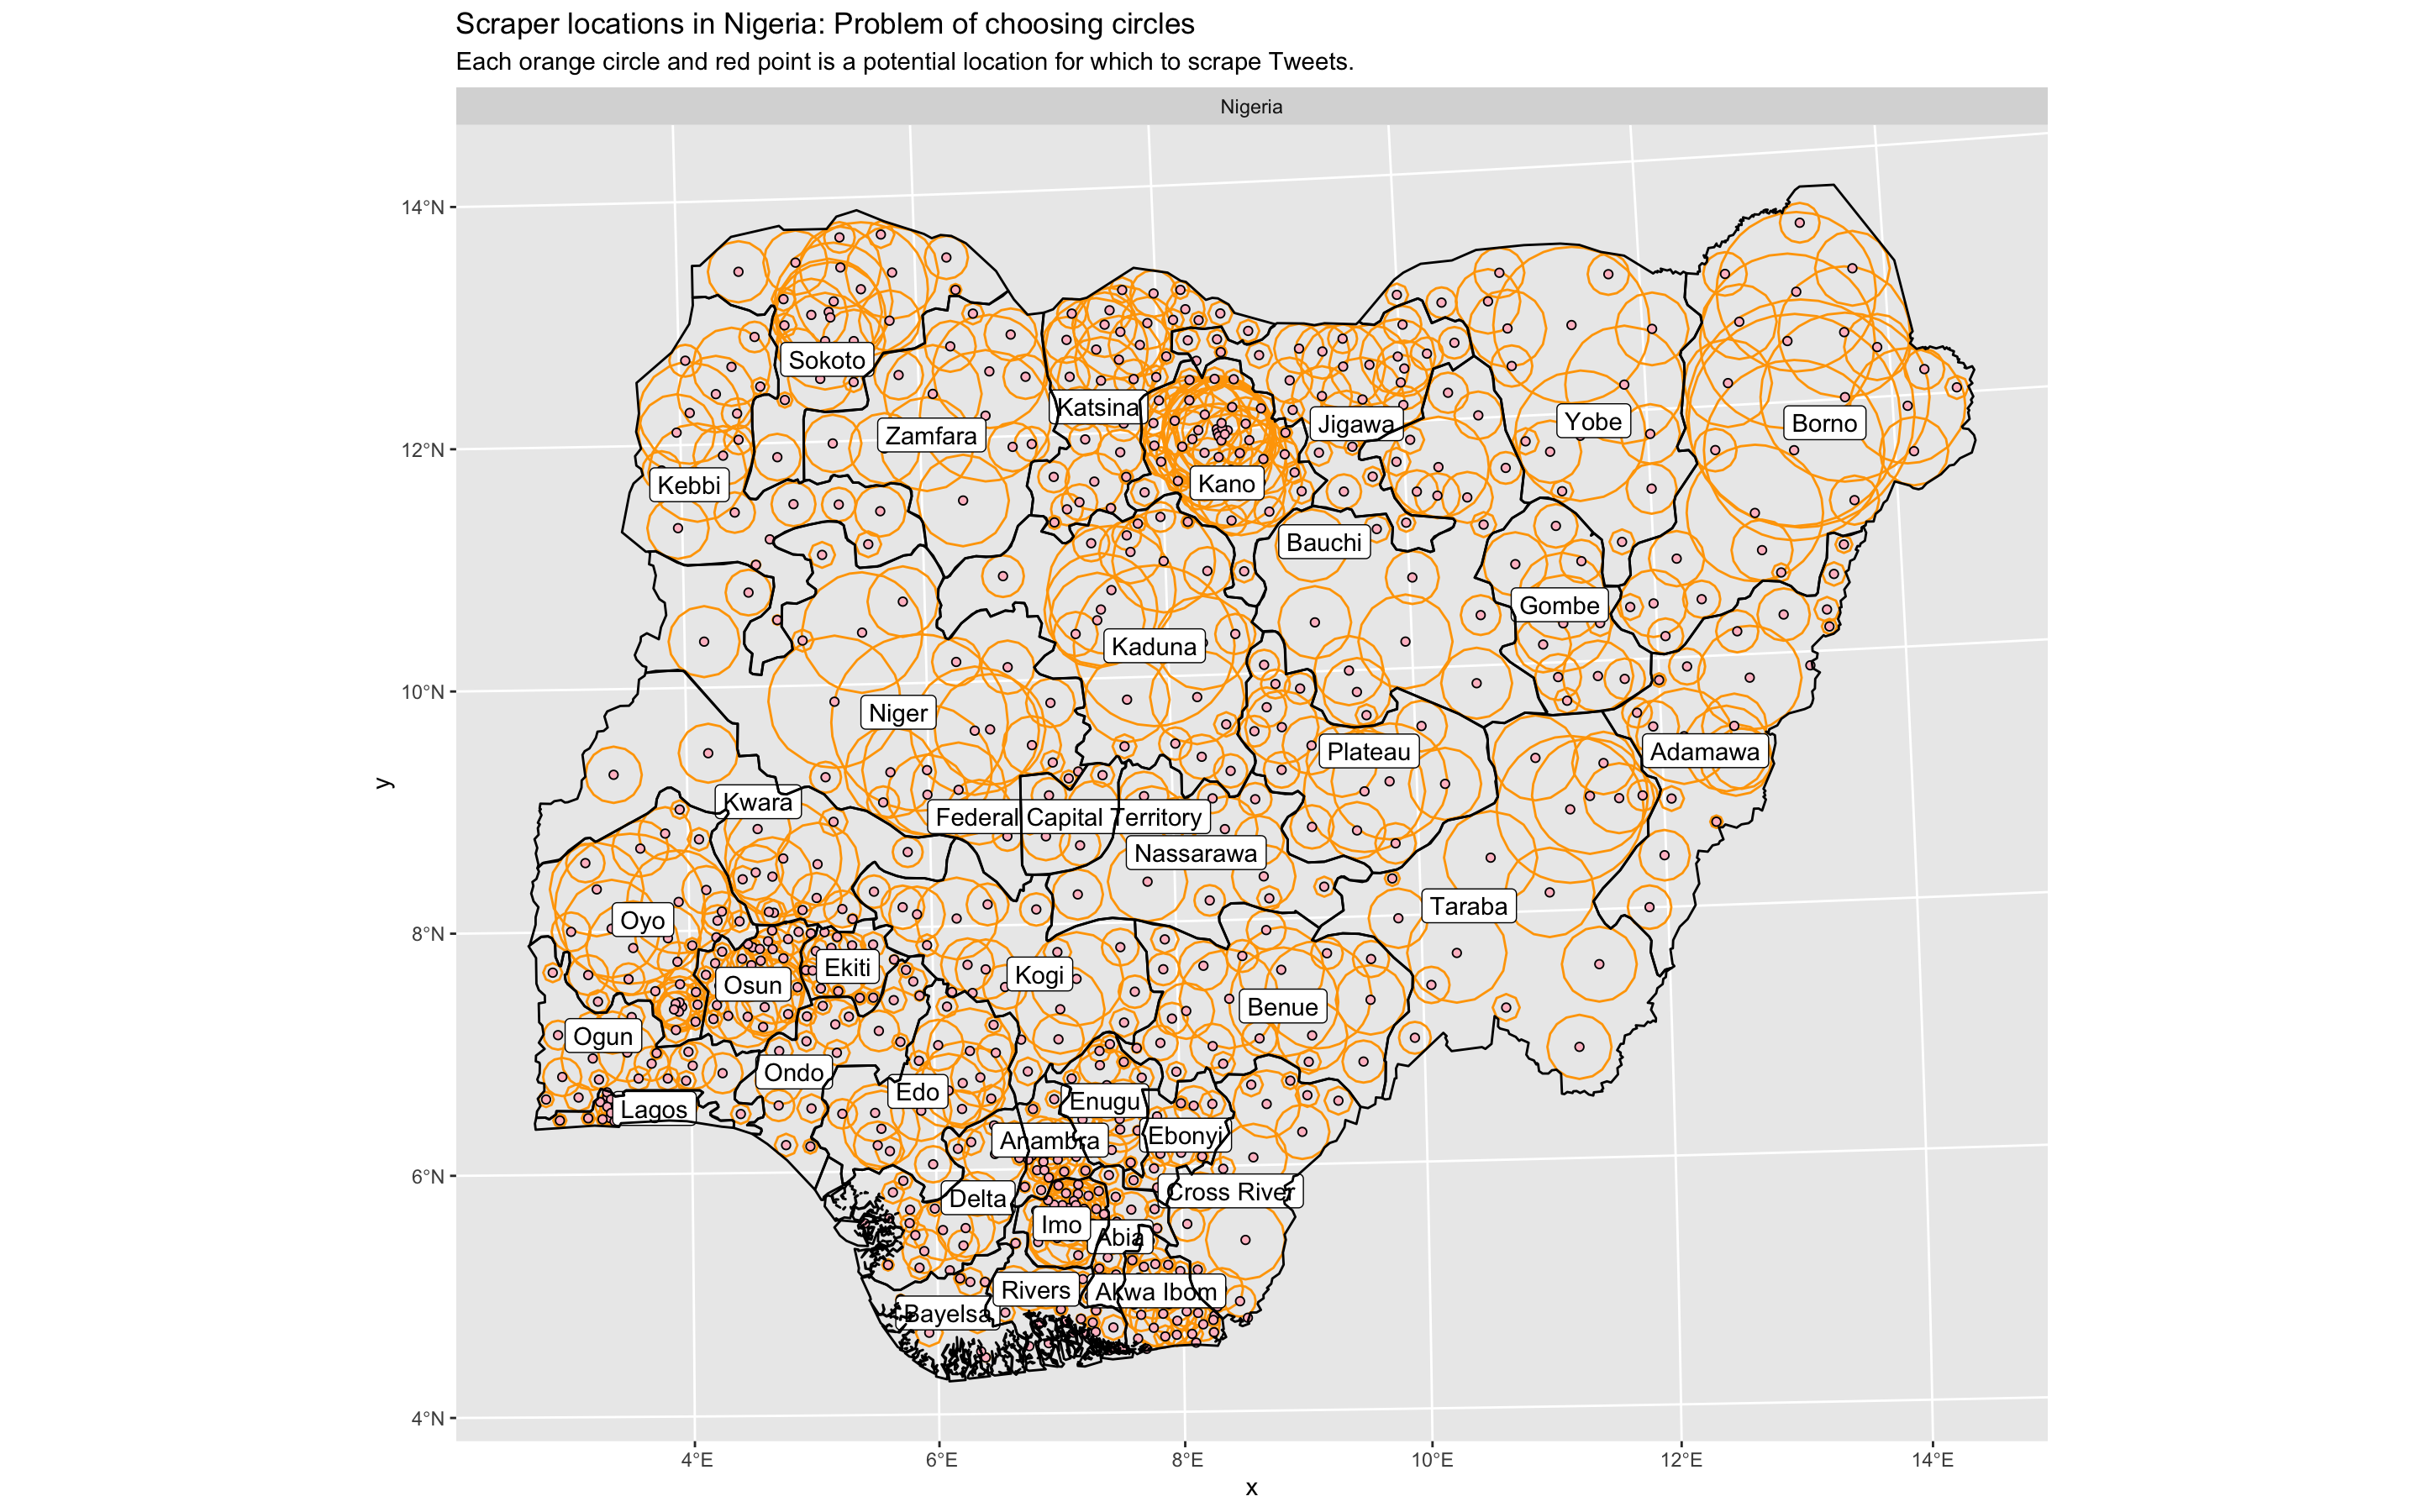 Scraper locations in Nigeria: Problem of choosing circles
Each orange circle and red point is a potential location for which to scrape Tweets.
Nigeria
14°N
12°N
10°N
8°N
6°N
4°N
y
Sokoto
Katsina
Zamfara
Jigawa
Yobe
Borno
Kebbi
Kano
Bauchi
Gombe
Kaduna
Niger
Plateau
Adamawa
Kwara
Federal Capital Territory
Nassarawa
Taraba
Oyo
Ekiti
Kogi
Osun
Benue
Ogun
Ondo
Edo
Enugu
Lagos
Anambra
Ebonyi
Delta
Cross River
Imo
Abia
Rivers
Akwa Ibom
Bayelsa
4°E
6°E
8°E
10°E
12°E
14°E
x